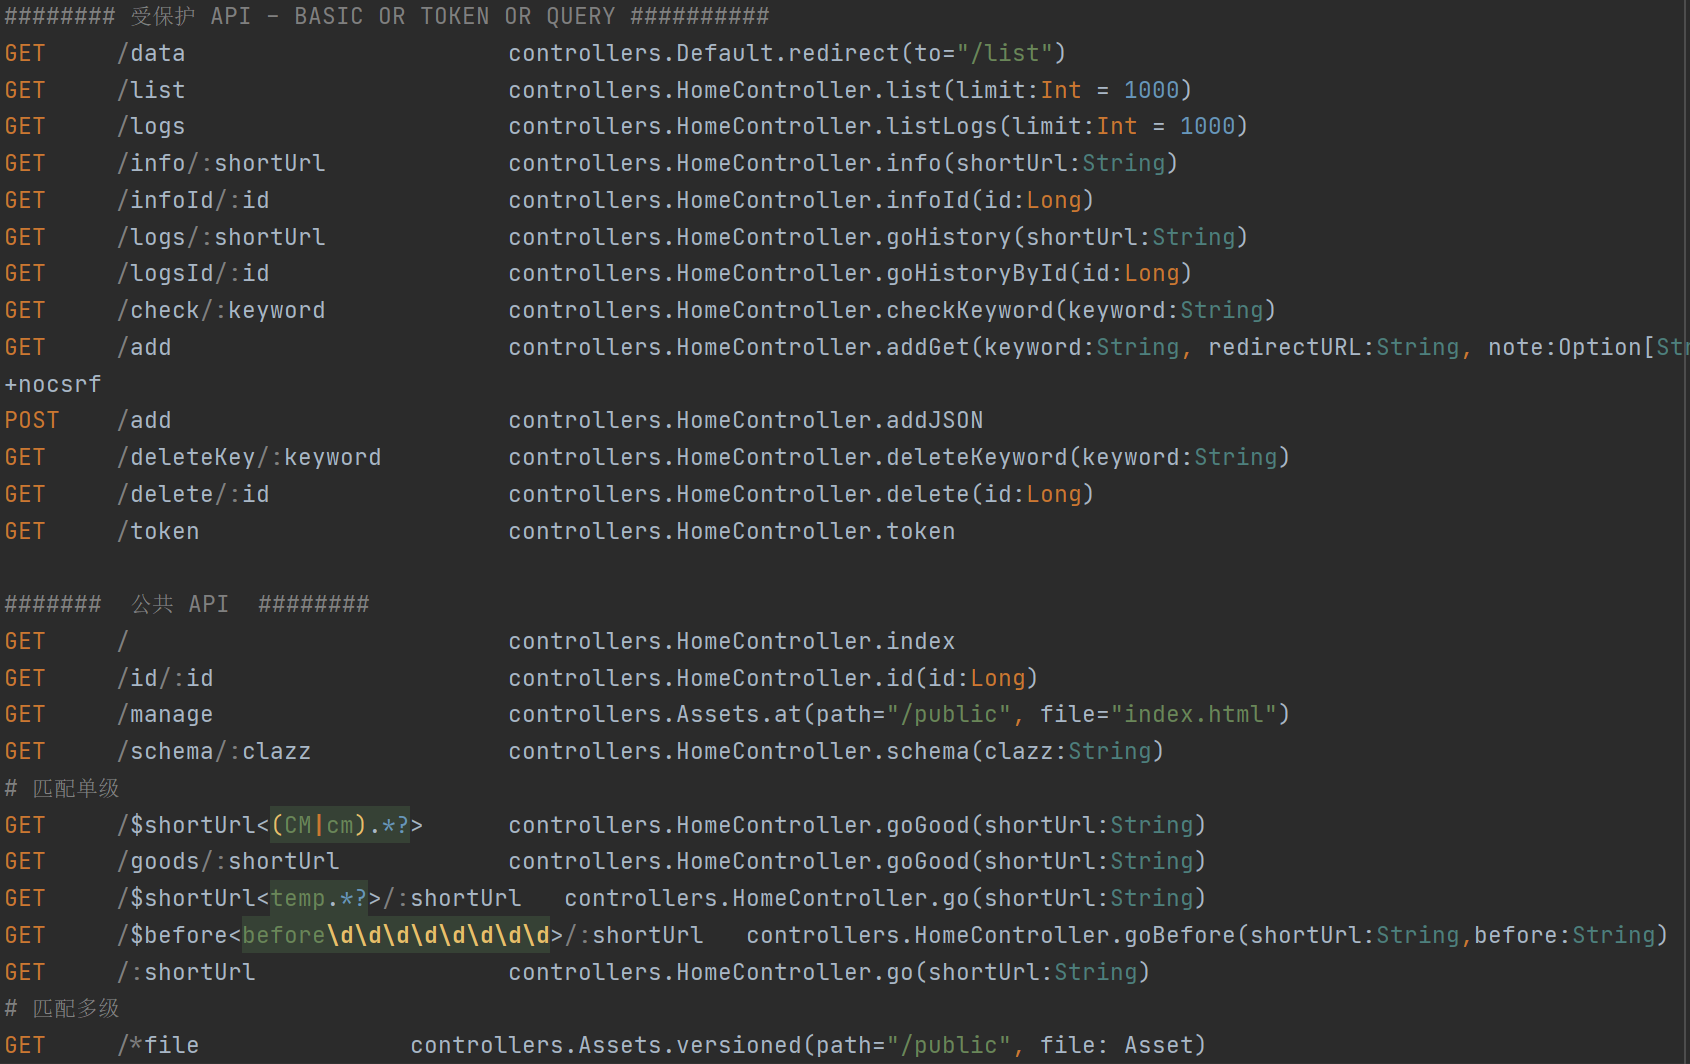 ######## 受保护 API - BASIC OR TOKEN OR QUERY ##########
GET     /data                       controllers.Default.redirect(to="/list")
GET     /list                       controllers.HomeController.list(limit:Int = 1000)
GET     /logs                       controllers.HomeController.listLogs(limit:Int = 1000)
GET     /info/:shortUrl             controllers.HomeController.info(shortUrl:String)
GET     /infoId/:id                 controllers.HomeController.infoId(id:Long)
GET     /logs/:shortUrl             controllers.HomeController.goHistory(shortUrl:String)
GET     /logsId/:id                 controllers.HomeController.goHistoryById(id:Long)
GET     /check/:keyword             controllers.HomeController.checkKeyword(keyword:String)
GET     /add                        controllers.HomeController.addGet(keyword:String, redirectURL:String, note:Option[Str
+nocsrf
POST    /add                        controllers.HomeController.addJSON
GET     /deleteKey/:keyword         controllers.HomeController.deleteKeyword(keyword:String)
GET     /delete/:id                 controllers.HomeController.delete(id:Long)
GET     /token                      controllers.HomeController.token
#######  公共 API  ########
GET     /                           controllers.HomeController.index
GET     /id/:id                     controllers.HomeController.id(id:Long)
GET     /manage                     controllers.Assets.at(path="/public", file="index.html")
GET     /schema/:clazz              controllers.HomeController.schema(clazz:String)
# 匹配单级
GET     /$shortUrl<(CM|cm).*?>      controllers.HomeController.goGood(shortUrl:String)
GET     /goods/:shortUrl            controllers.HomeController.goGood(shortUrl:String)
GET     /$shortUrl<temp.*?>/:shortUrl   controllers.HomeController.go(shortUrl:String)
GET     /$before<before\d\d\d\d\d\d\d\d>/:shortUrl   controllers.HomeController.goBefore(shortUrl:String,before:String)
GET     /:shortUrl                  controllers.HomeController.go(shortUrl:String)
# 匹配多级
GET     /*file               controllers.Assets.versioned(path="/public", file: Asset)